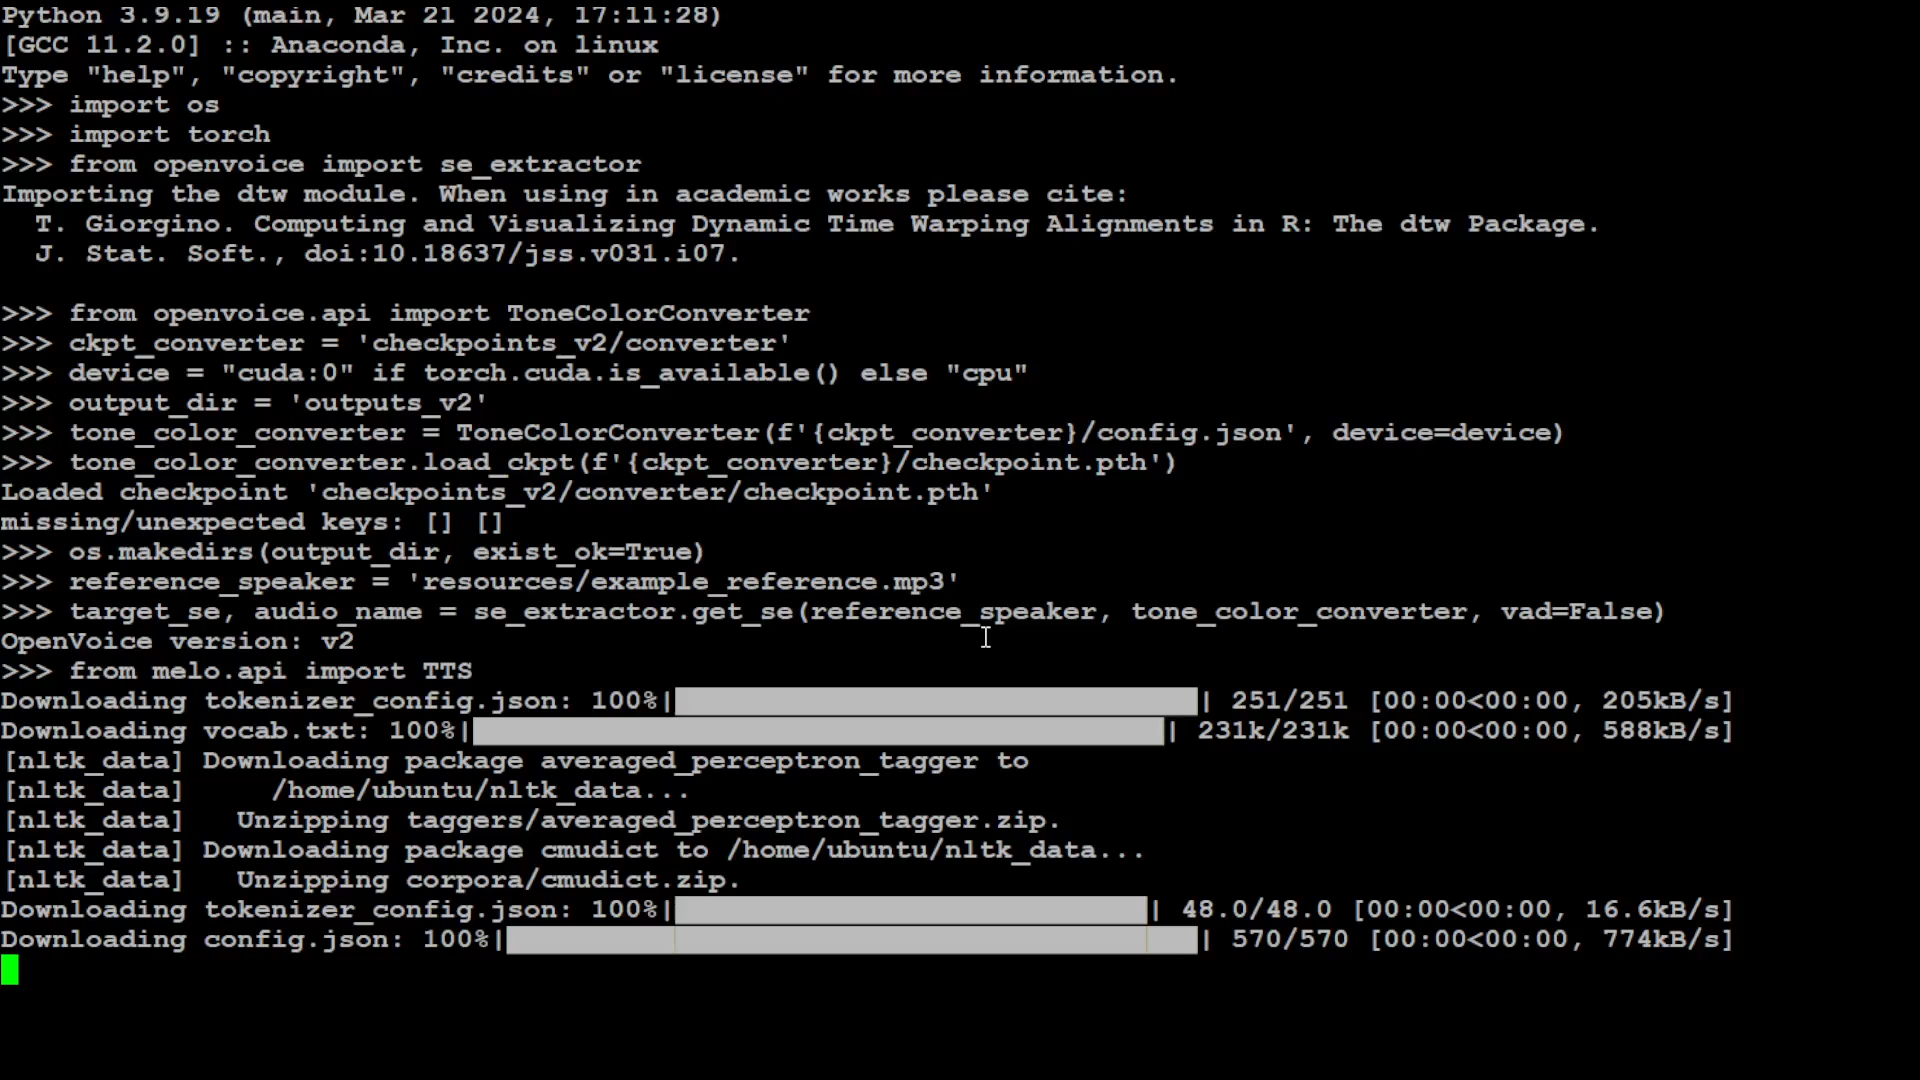 Python 3.9.19 (main, Mar 21 2024, 17:11:28)
[GCC 11.2.0] :: Anaconda, Inc. on linux
Type "help", "copyright", "credits" or "license" for more information.
>>> import os
>>> import torch
>>> from openvoice import se_extractor
Importing the dtw module. When using in academic works please cite:
  T. Giorgino. Computing and Visualizing Dynamic Time Warping Alignments in R: The dtw Package.
  J. Stat. Soft., doi:10.18637/jss.v031.i07.

>>> from openvoice.api import ToneColorConverter
>>> ckpt_converter = 'checkpoints_v2/converter'
>>> device = "cuda:0" if torch.cuda.is_available() else "cpu"
>>> output_dir = 'outputs_v2'
>>> tone_color_converter = ToneColorConverter(f'{ckpt_converter}/config.json', device=device)
>>> tone_color_converter.load_ckpt(f'{ckpt_converter}/checkpoint.pth')
Loaded checkpoint 'checkpoints_v2/converter/checkpoint.pth'
missing/unexpected keys: [] []
>>> os.makedirs(output_dir, exist_ok=True)
>>> reference_speaker = 'resources/example_reference.mp3'
>>> target_se, audio_name = se_extractor.get_se(reference_speaker, tone_color_converter, vad=False)
OpenVoice version: v2
>>> from melo.api import TTS
Downloading tokenizer_config.json: 100%| | 251/251 [00:00<00:00, 205kB/s]
Downloading vocab.txt: 100%| | 231k/231k [00:00<00:00, 588kB/s]
[nltk_data] Downloading package averaged_perceptron_tagger to
[nltk_data]     /home/ubuntu/nltk_data...
[nltk_data]   Unzipping taggers/averaged_perceptron_tagger.zip.
[nltk_data] Downloading package cmudict to /home/ubuntu/nltk_data...
[nltk_data]   Unzipping corpora/cmudict.zip.
Downloading tokenizer_config.json: 100%| | 48.0/48.0 [00:00<00:00, 16.6kB/s]
Downloading config.json: 100%| | 570/570 [00:00<00:00, 774kB/s]